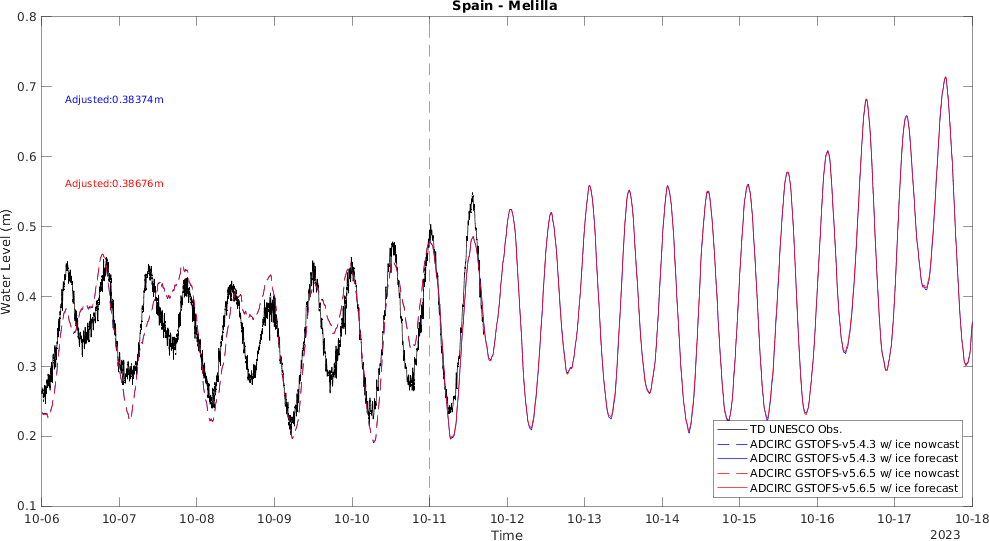 Spain - Melilla
0.8
0.7
0.6
0.5
0.4
0.3
0.2
0.1
Water Level (m)
Adjusted:0.38374m
Adjusted:0.38676m
TD UNESCO Obs.
ADCIRC GSTOFS-v5.4.3 w/ ice nowcast
ADCIRC GSTOFS-v5.4.3 w/ ice forecast
ADCIRC GSTOFS-v5.6.5 w/ ice nowcast
ADCIRC GSTOFS-v5.6.5 w/ ice forecast
10-06 10-07 10-08 10-09 10-10 10-11 10-12 10-13 10-14 10-15 10-16 10-17 10-18
Time
2023